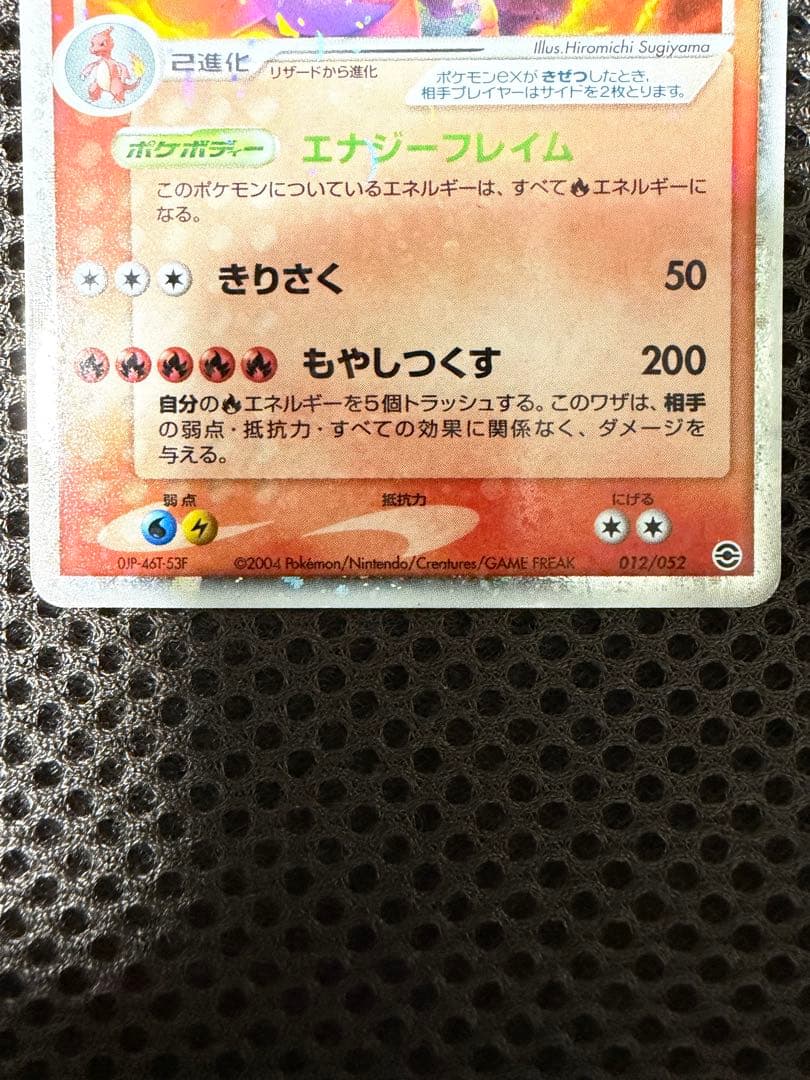 Illus.Hiromichi Sugiyama
2進化
リザードから進化
ポケモンexが きぜつしたとき、
相手プレイヤーはサイドを2枚とります。
ポケボディー エナジーフレイム
このポケモンについているエネルギーは、すべてエネルギーに
なる。
きりさく 50
もやしつくす 200
自分のエネルギーを5個トラッシュする。このワザは、相手
の弱点・抵抗力・すべての効果に関係なく、ダメージを
与える。
弱点 抵抗力 にげる
0JP-46T-53F ©2004 Pokémon/Nintendo/Creatures/GAME FREAK 012/052